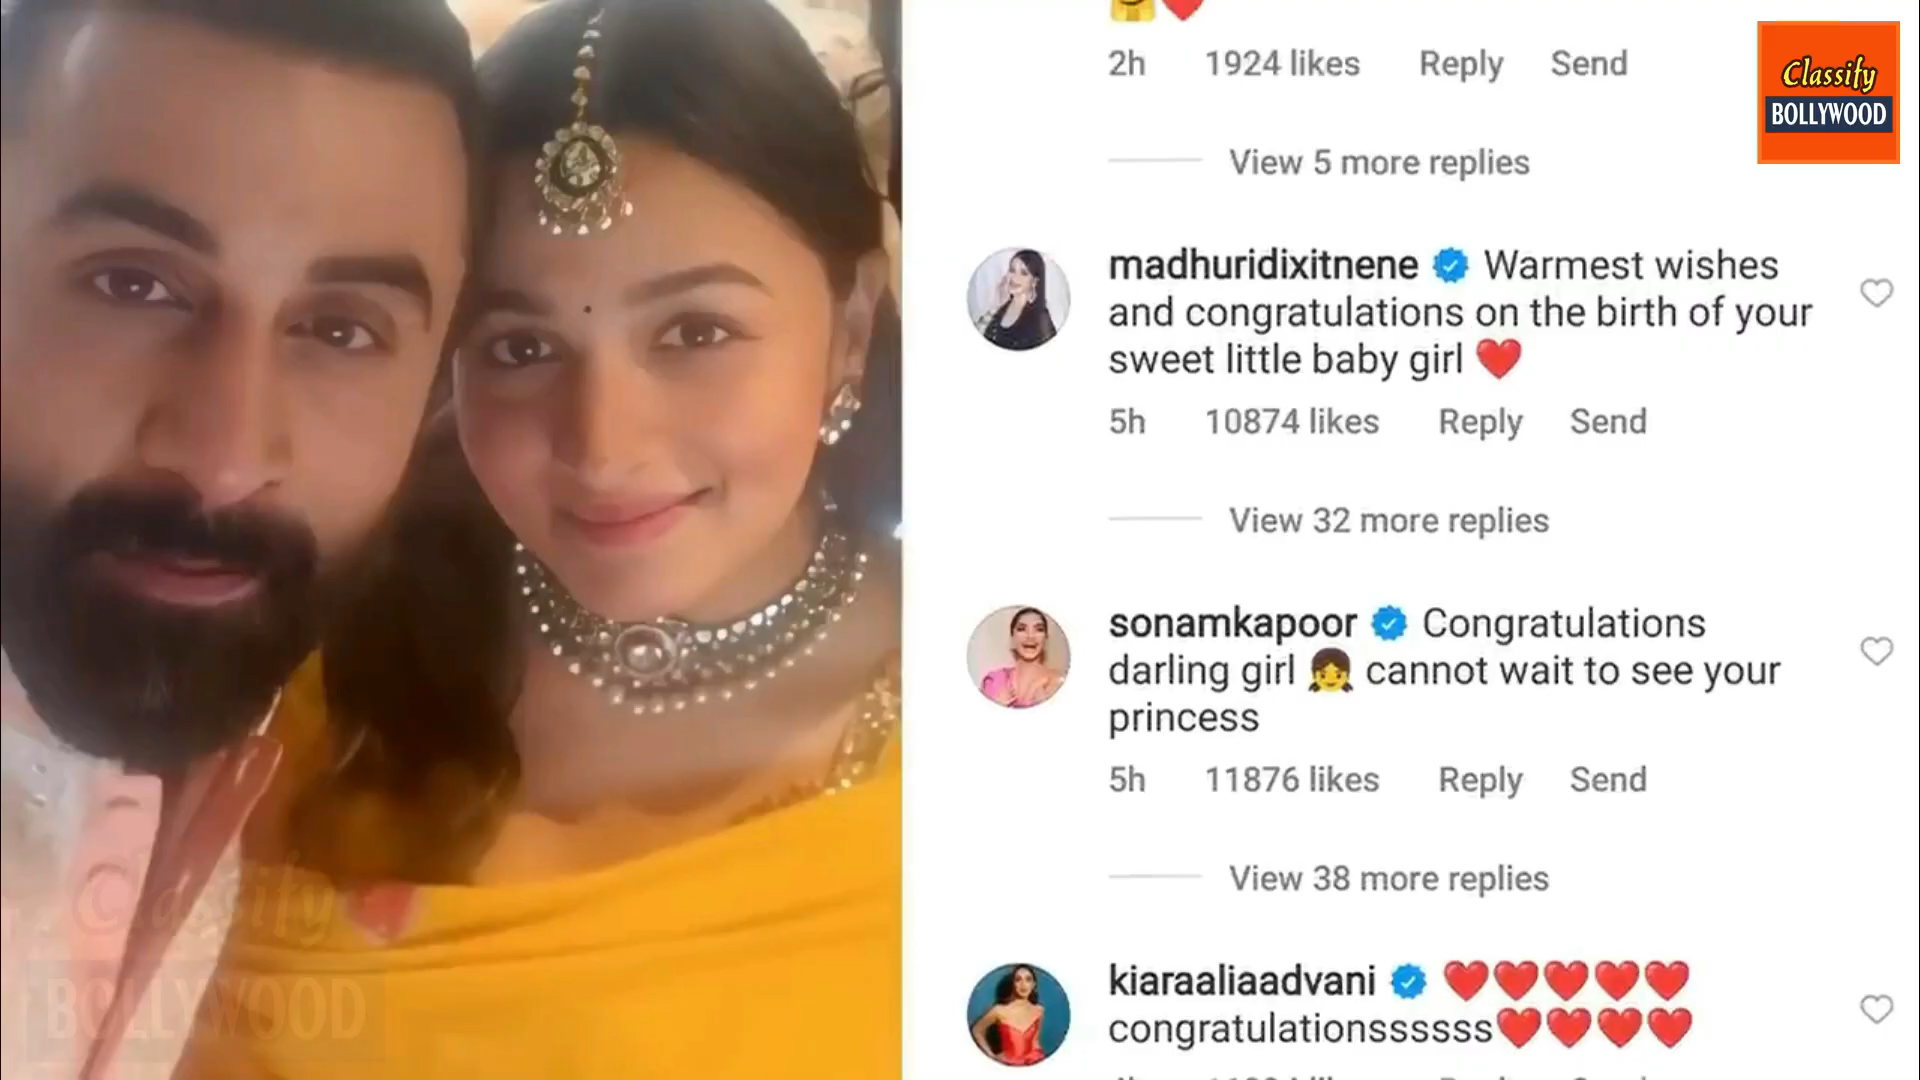 2h 1924 likes Reply Send
Classify
BOLLYWOOD
View 5 more replies
madhuridixitnene Warmest wishes
and congratulations on the birth of your
sweet little baby girl ❤️
5h 10874 likes Reply Send
View 32 more replies
sonamkapoor Congratulations
darling girl 👧 cannot wait to see your
princess
5h 11876 likes Reply Send
View 38 more replies
kiaraaliaadvani ❤️❤️❤️❤️❤️
congratulationssssss❤️❤️❤️❤️
Classify
BOLLYWOOD